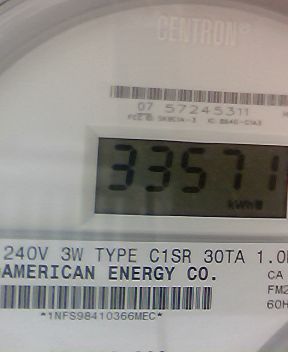 CENTRON®
07 57245311
33571
kWh
240V 3W TYPE C1SR 30TA 1.0
AMERICAN ENERGY CO.
CA
FM2
60H
*1NFS98410366MEC*